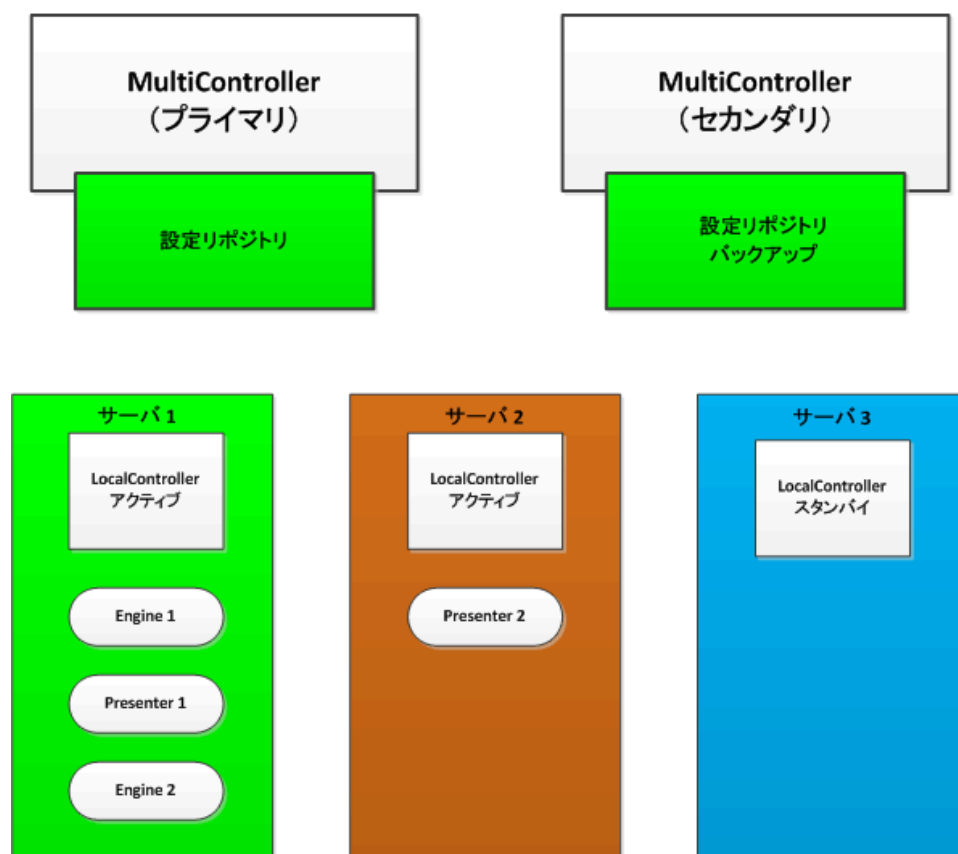 MultiController
（プライマリ）
設定リポジトリ
MultiController
（セカンダリ）
設定リポジトリ
バックアップ
サーバ 1
LocalController
アクティブ
Engine 1
Presenter 1
Engine 2
サーバ 2
LocalController
アクティブ
Presenter 2
サーバ 3
LocalController
スタンバイ